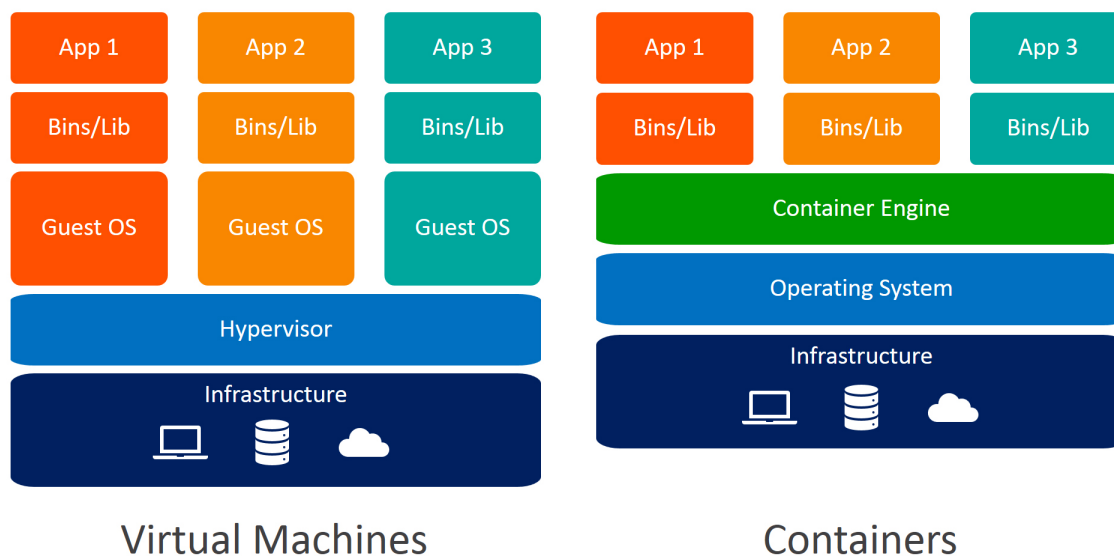 App 1
App 2
App 3
Bins/Lib
Bins/Lib
Bins/Lib
Guest OS
Guest OS
Guest OS
Hypervisor
Infrastructure
Virtual Machines
App 1
App 2
App 3
Bins/Lib
Bins/Lib
Bins/Lib
Container Engine
Operating System
Infrastructure
Containers